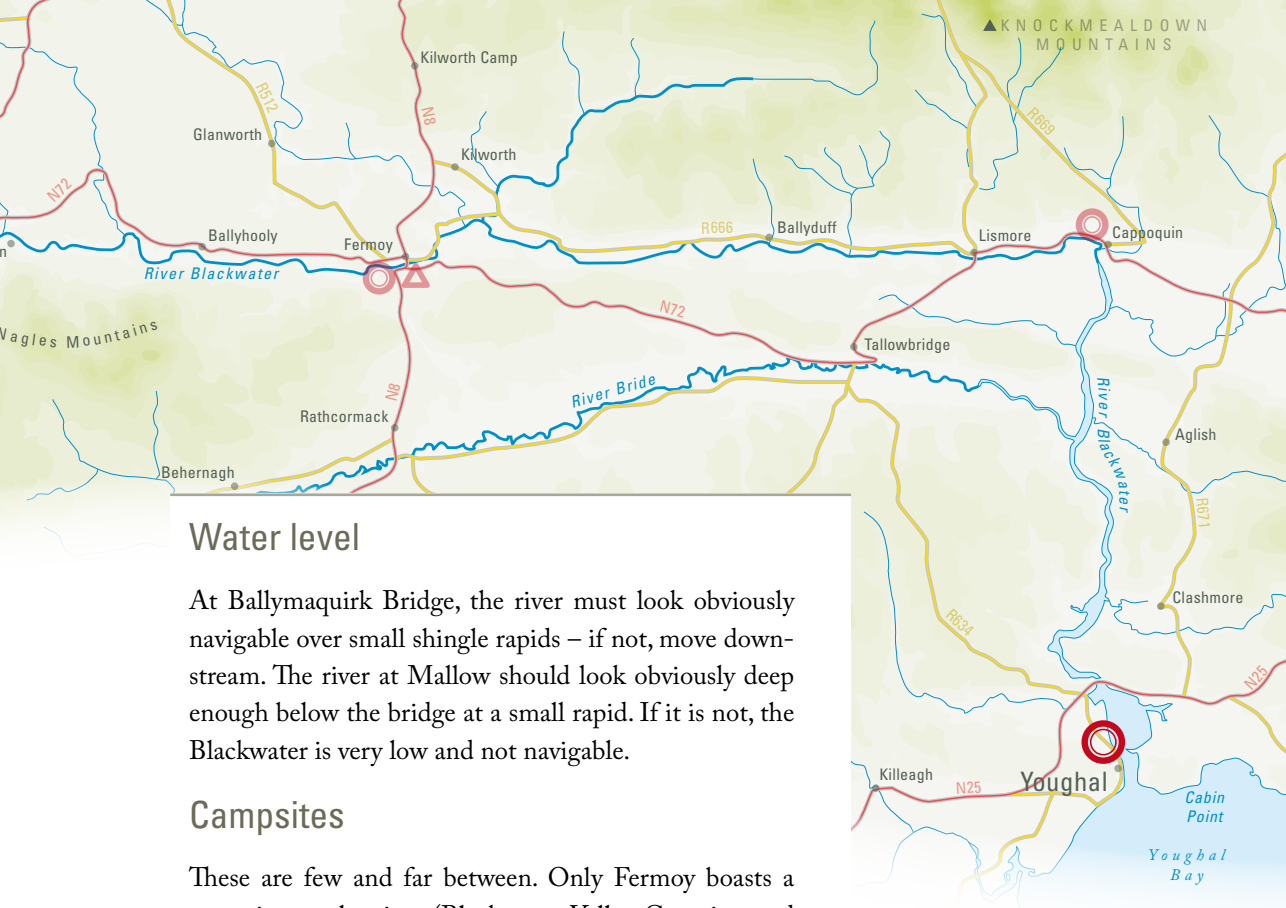 KNOCKMEALDOWN
MOUNTAINS
Kilworth Camp
R512
N8
R669
Glanworth
Kilworth
N72
Ballyhooly
Fermoy
R666
Ballyduff
Lismore
Cappoquin
n
River Blackwater
Nagles Mountains
N72
Tallowbridge
River Bride
N8
River Blackwater
Rathcormack
Aglish
Behernagh
R671
Water level
At Ballymaquirk Bridge, the river must look obviously
navigable over small shingle rapids – if not, move down-
stream. The river at Mallow should look obviously deep
enough below the bridge at a small rapid. If it is not, the
Blackwater is very low and not navigable.
Campsites
These are few and far between. Only Fermoy boasts a
Clashmore
R634
N25
Killeagh
N25
Youghal
Cabin
Point
Youghal
Bay